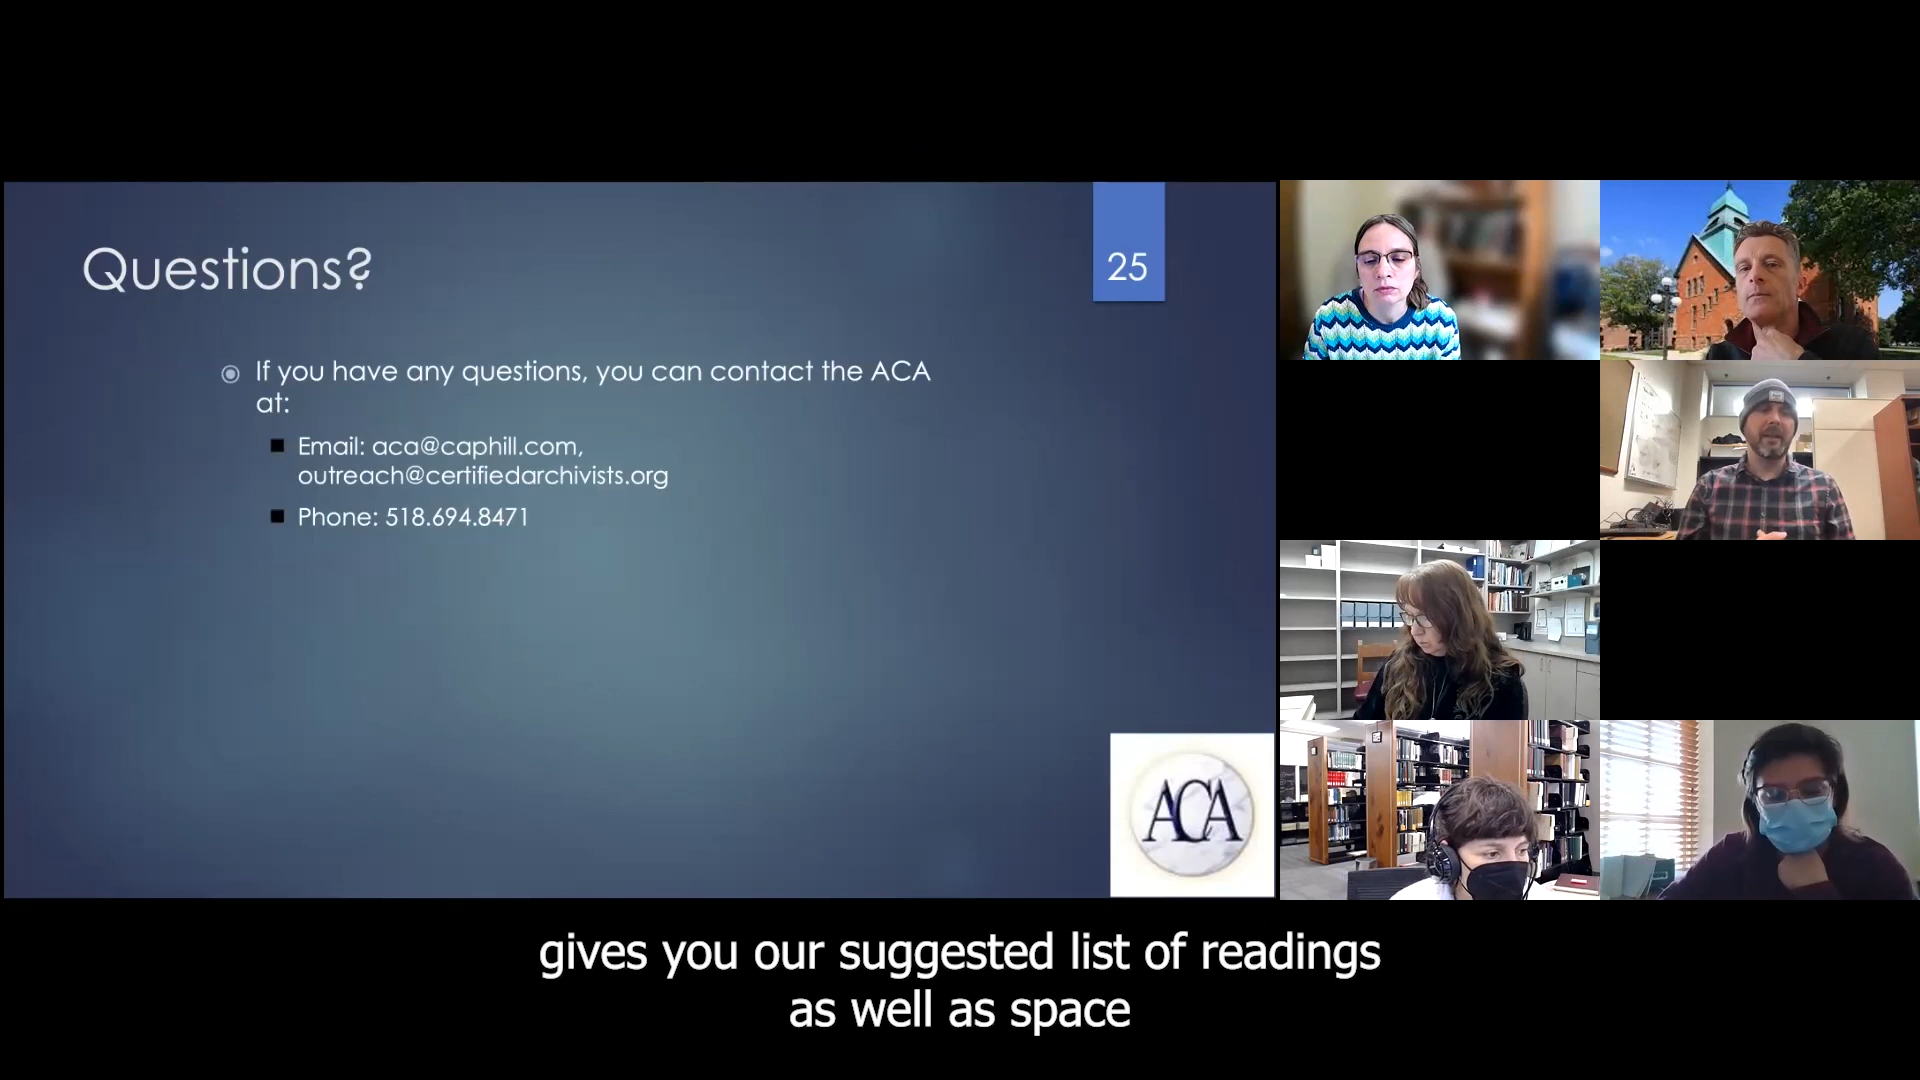 Questions?
25
If you have any questions, you can contact the ACA
at:
Email: aca@caphill.com,
outreach@certifiedarchivists.org
Phone: 518.694.8471
ACA
gives you our suggested list of readings
as well as space